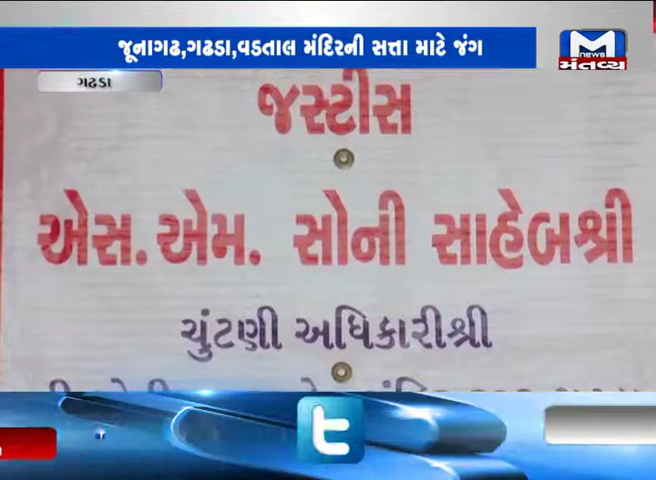 જૂનાગઢ,ગઢડા,વડતાલ મંદિરની સત્તા માટે જંગ
M
news
મંતવ્ય
ગઢડા
જસ્ટીસ
એસ.એમ. સોની સાહેબશ્રી
ચુંટણી અધિકારીશ્રી